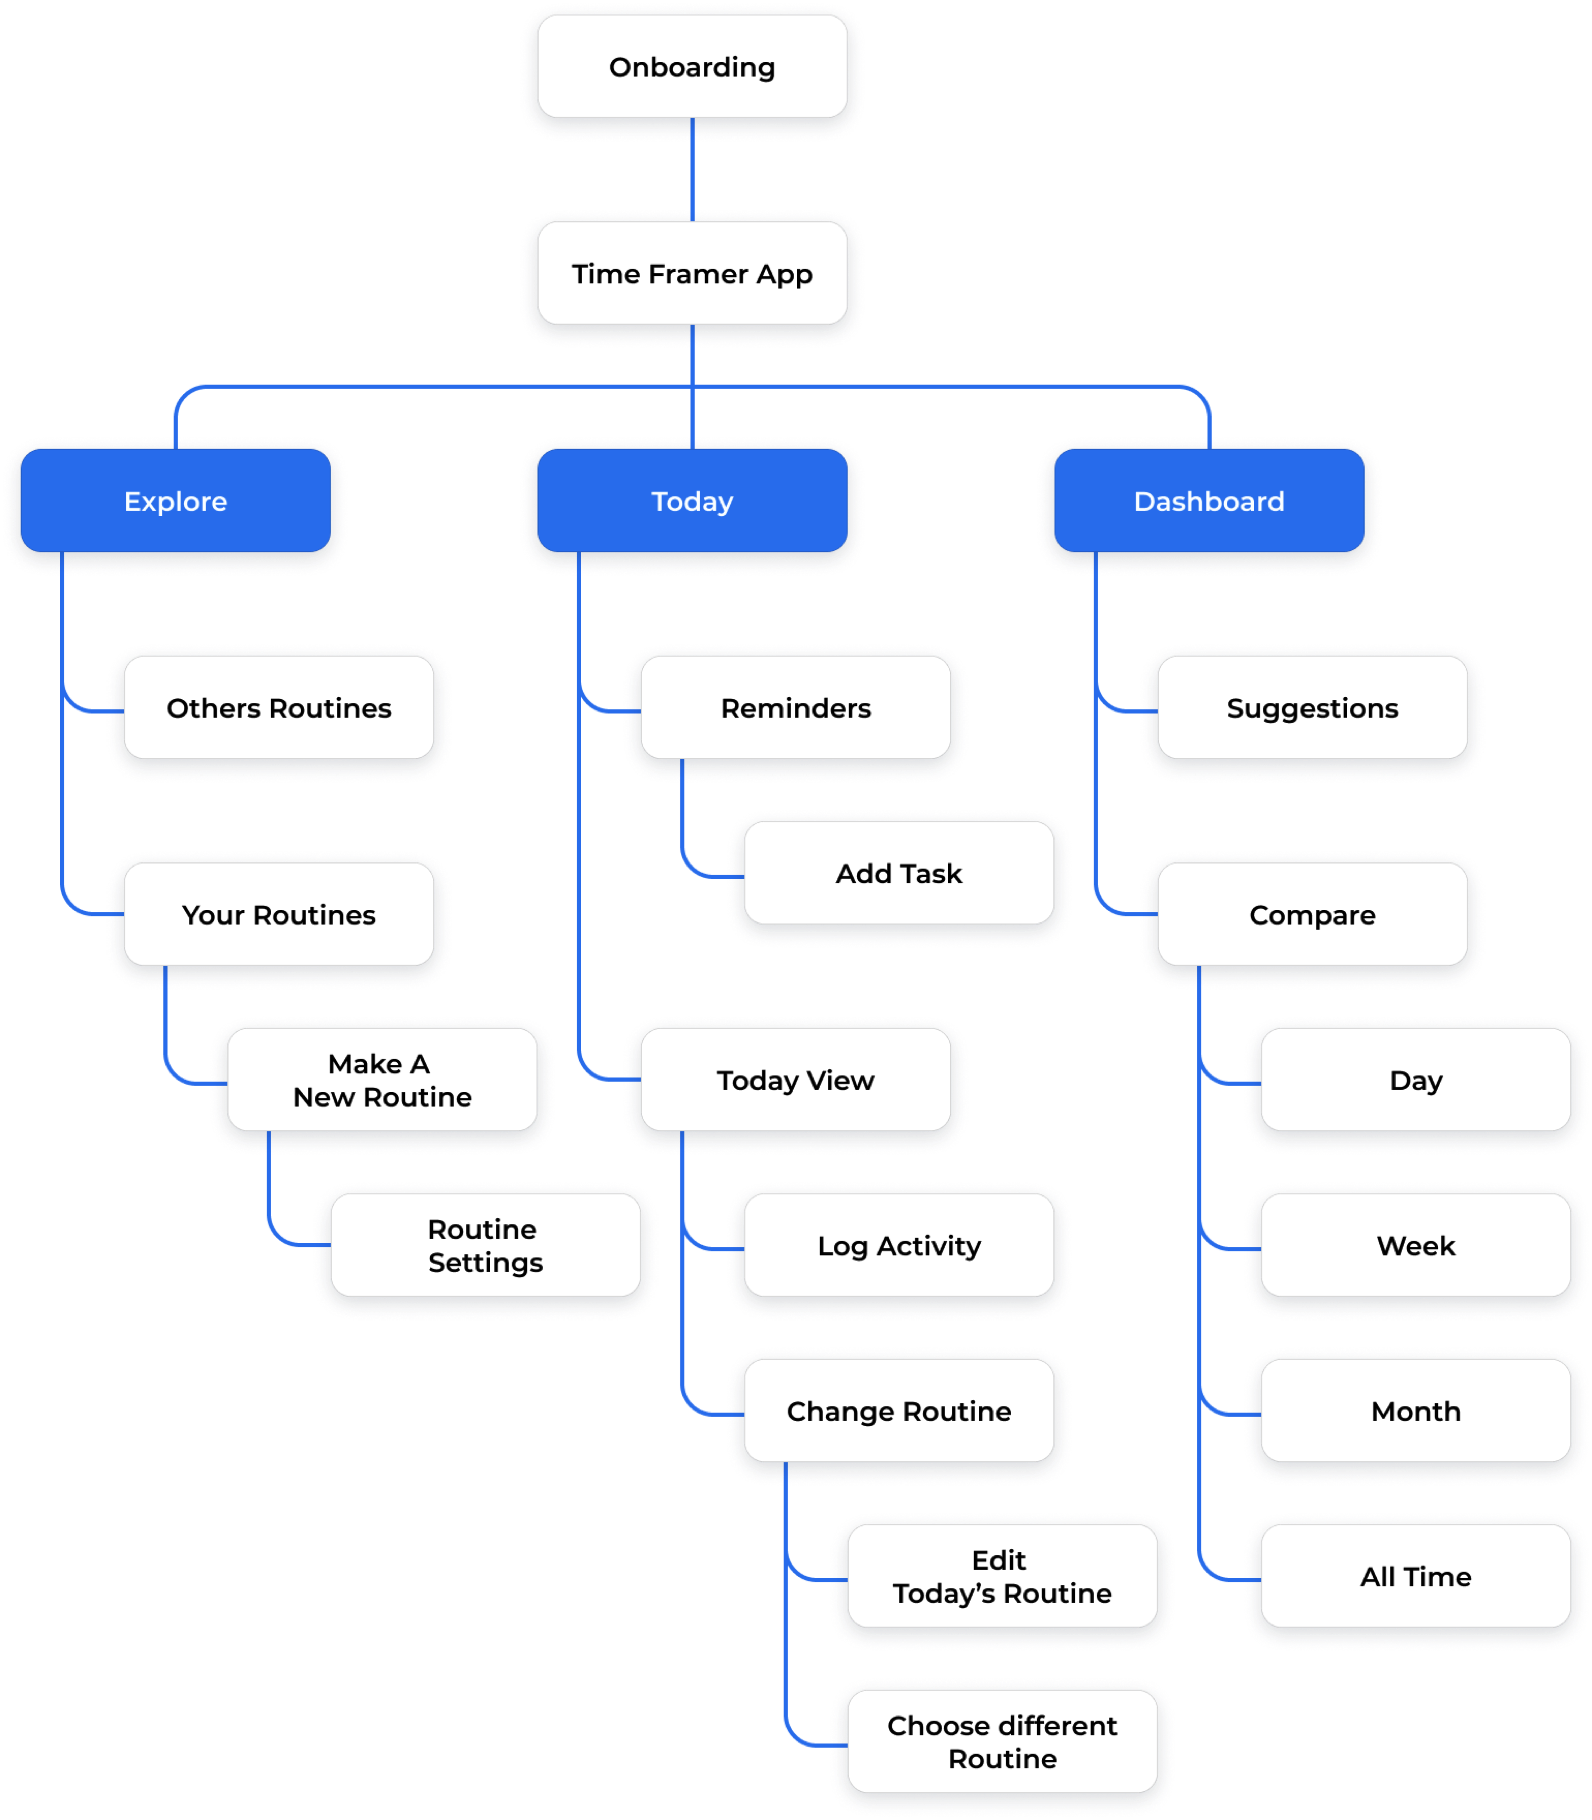 Onboarding
Time Framer App
Explore
Today
Dashboard
Others Routines
Reminders
Suggestions
Add Task
Your Routines
Compare
Make A
New Routine
Today View
Day
Routine
Settings
Log Activity
Week
Change Routine
Month
Edit
Today’s Routine
All Time
Choose different
Routine